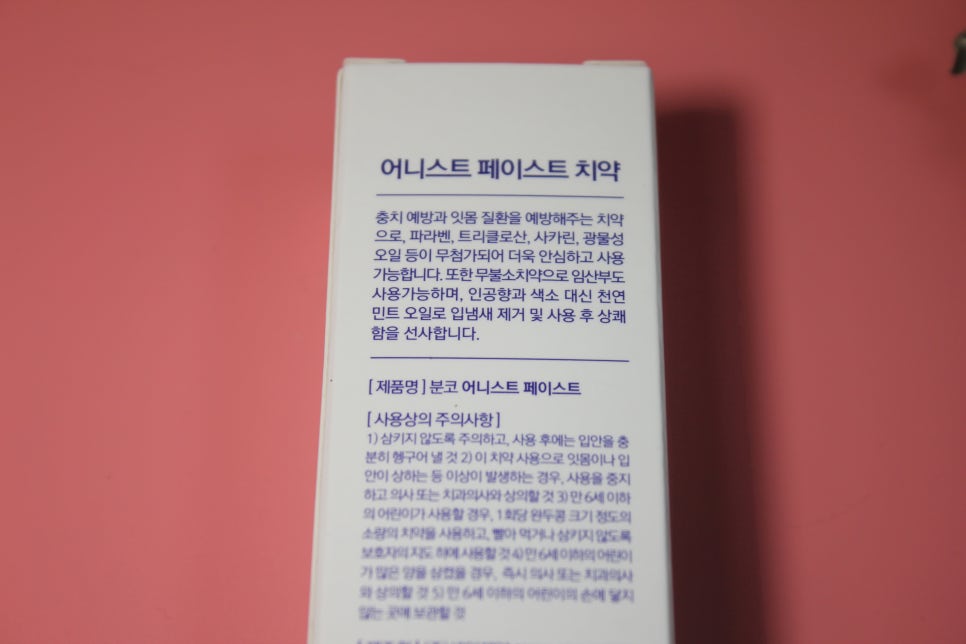 어니스트 페이스트 치약
충치 예방과 잇몸 질환을 예방해주는 치약
으로, 파라벤, 트리클로산, 사카린, 광물성
오일 등이 무첨가되어 더욱 안심하고 사용
가능합니다. 또한 무불소치약으로 임산부도
사용가능하며, 인공향과 색소 대신 천연
민트 오일로 입냄새 제거 및 사용 후 상쾌
함을 선사합니다.
[ 제품명 ] 분코 어니스트 페이스트
[ 사용상의 주의사항 ]
1) 삼키지 않도록 주의하고, 사용 후에는 입안을 충
분히 헹구어 낼 것 2) 이 치약 사용으로 잇몸이나 입
안이 상하는 등 이상이 발생하는 경우, 사용을 중지
하고 의사 또는 치과의사와 상의할 것 3) 만 6세 이하
의 어린이가 사용할 경우, 1회당 완두콩 크기 정도의
소량의 치약을 사용하고, 빨아 먹거나 삼키지 않도록
보호자의 지도 하에 사용할 것 4) 만 6세 이하의 어린이
가 많은 양을 삼켰을 경우, 즉시 의사 또는 치과의사
와 상의할 것 5) 만 6세 이하의 어린이의 손에 닿지
않는 곳에 보관할 것